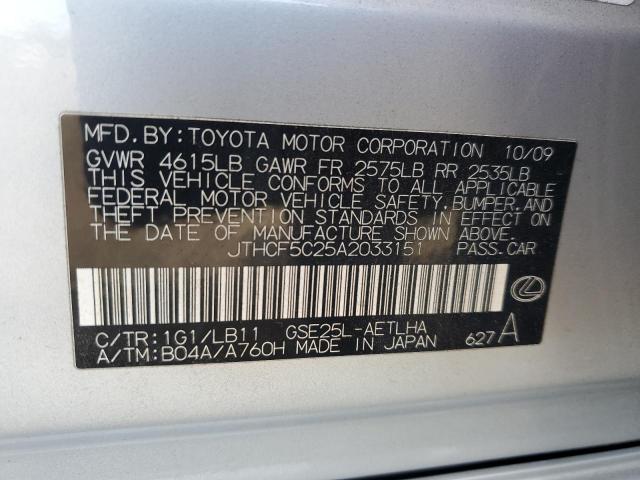 MFD. BY: TOYOTA MOTOR CORPORATION 10/09
GVWR 4615LB GAWR FR 2575LB RR 2535LB
THIS VEHICLE CONFORMS TO ALL APPLICABLE
FEDERAL MOTOR VEHICLE SAFETY, BUMPER, AND
THEFT PREVENTION STANDARDS IN EFFECT ON
THE DATE OF MANUFACTURE SHOWN ABOVE.
JTHCF5C25A2033151 PASS. CAR
C/TR: 1G1/LB11 GSE25L-AETLHA
A/TM: B04A/A760H MADE IN JAPAN 627 A